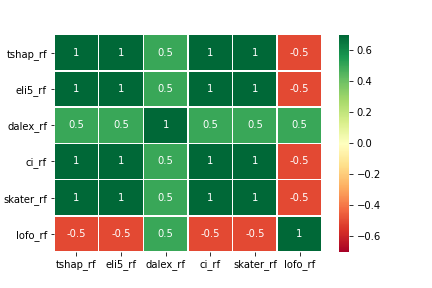 tshap_rf 1 1 0.5 1 1 -0.5
eli5_rf 1 1 0.5 1 1 -0.5
dalex_rf 0.5 0.5 1 0.5 0.5 0.5
ci_rf 1 1 0.5 1 1 -0.5
skater_rf 1 1 0.5 1 1 -0.5
lofo_rf -0.5 -0.5 0.5 -0.5 -0.5 1
tshap_rf eli5_rf dalex_rf ci_rf skater_rf lofo_rf
0.6
0.4
0.2
0.0
−0.2
−0.4
−0.6